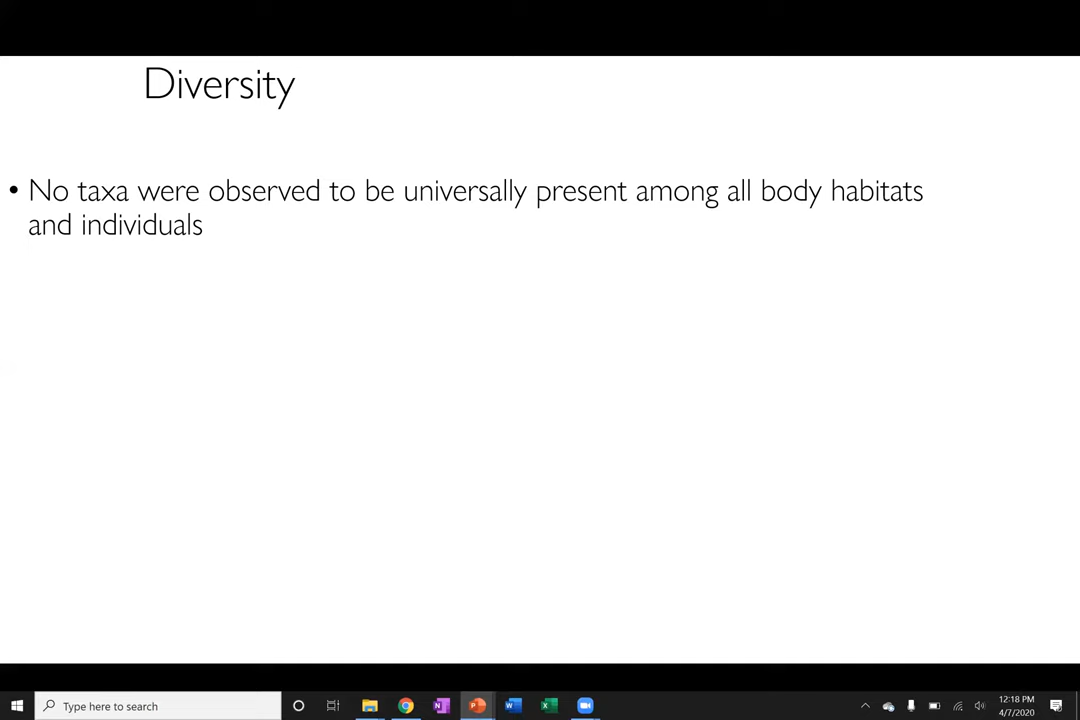 Diversity
• No taxa were observed to be universally present among all body habitats
and individuals
Type here to search
12:18 PM
4/7/2020